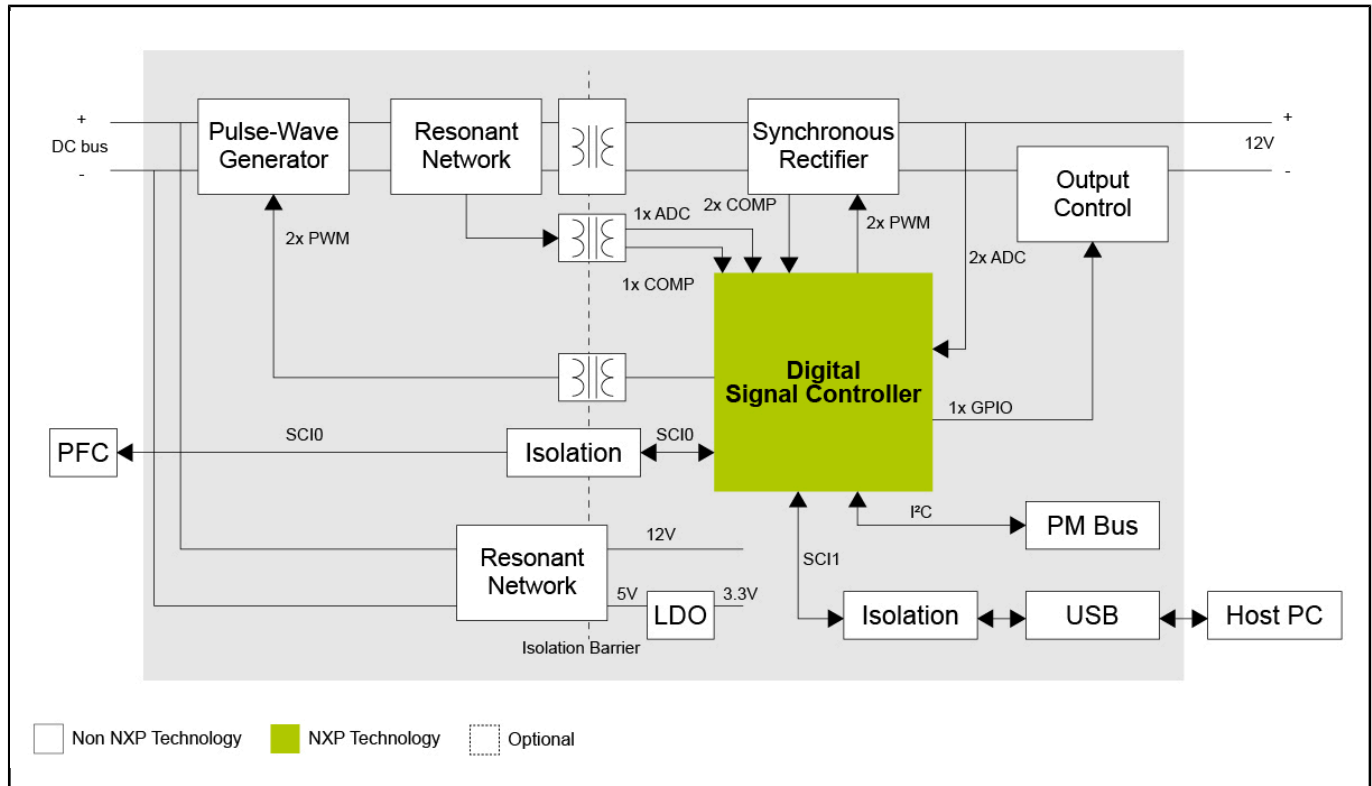 +
DC bus
-
Pulse-Wave
Generator
Resonant
Network
Synchronous
Rectifier
+
12V
-
Output
Control
2x PWM
1x ADC
2x COMP
1x COMP
2x PWM
2x ADC
Digital
Signal Controller
1x GPIO
PFC
SCI0
Isolation
SCI0
I²C
PM Bus
SCI1
Resonant
Network
12V
5V
LDO
3.3V
Isolation Barrier
Isolation
USB
Host PC
Non NXP Technology
NXP Technology
Optional